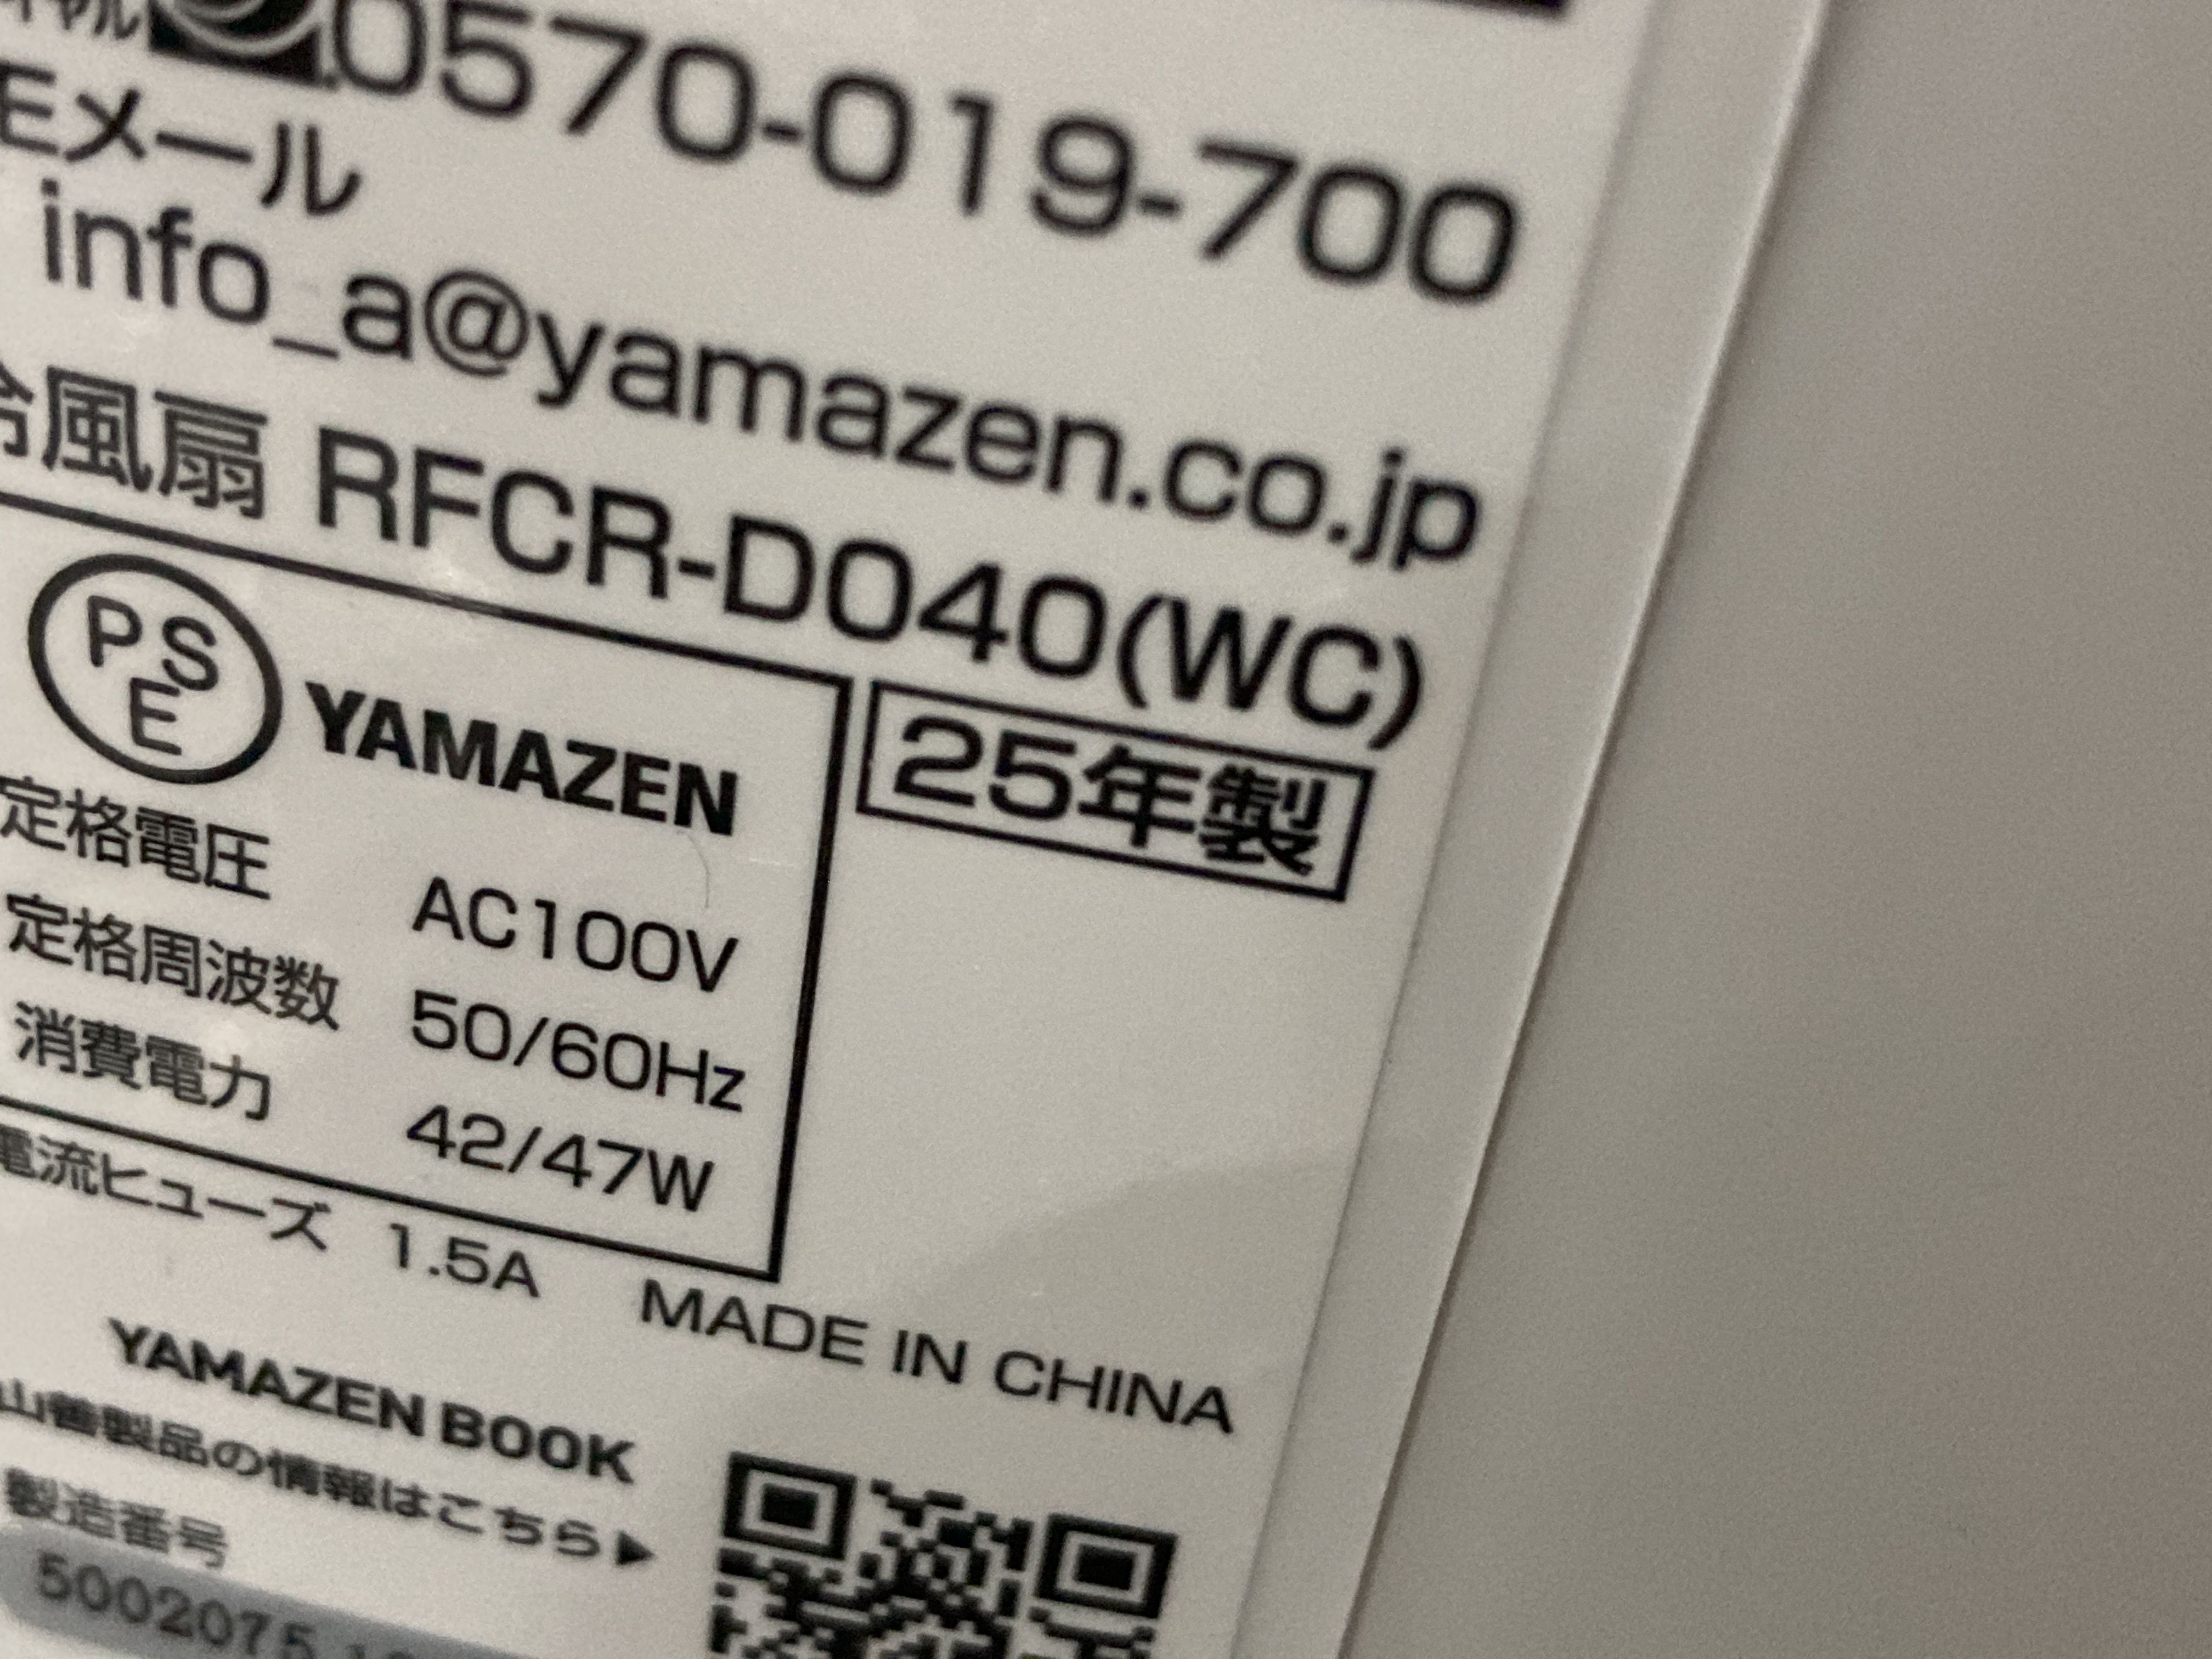 0570-019-700
Eメール
info_a@yamazen.co.jp
冷風扇 RFCR-D040(WC)
PSE YAMAZEN 25年製
定格電圧 AC100V
定格周波数 50/60Hz
消費電力 42/47W
電流ヒューズ 1.5A MADE IN CHINA
YAMAZEN BOOK
山善製品の情報はこちら▶
製造番号
5002075